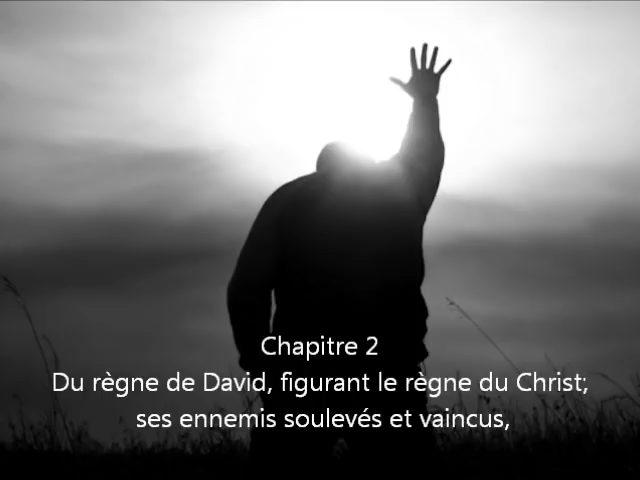 Chapitre 2
Du règne de David, figurant le règne du Christ;
ses ennemis soulevés et vaincus,